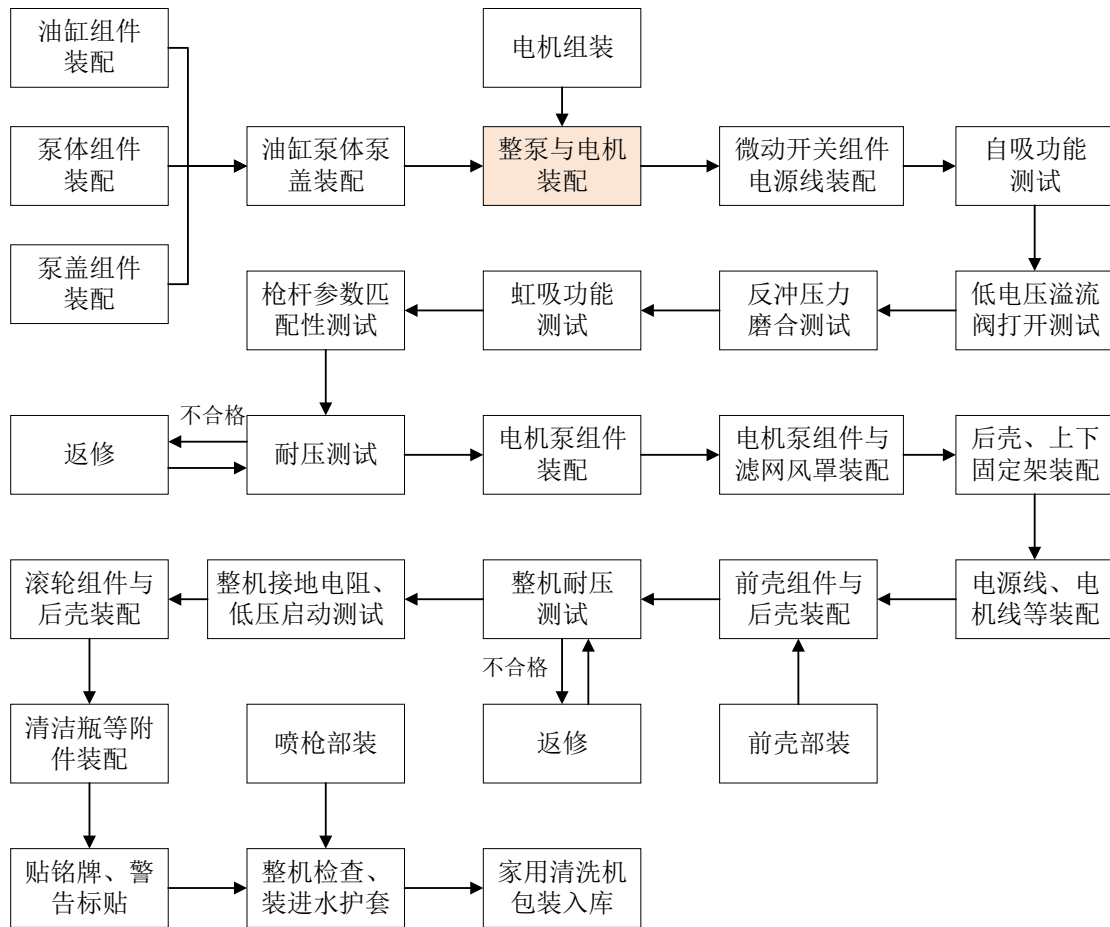 油缸组件
装配
电机组装
泵体组件
装配
油缸泵体泵
盖装配
整泵与电机
装配
微动开关组件
电源线装配
自吸功能
测试
泵盖组件
装配
枪杆参数匹
配性测试
虹吸功能
测试
反冲压力
磨合测试
低电压溢流
阀打开测试
返修
不合格
耐压测试
电机泵组件
装配
电机泵组件与
滤网风罩装配
后壳、上下
固定架装配
滚轮组件与
后壳装配
整机接地电阻、
低压启动测试
整机耐压
测试
前壳组件与
后壳装配
电源线、电
机线等装配
不合格
清洁瓶等附
件装配
喷枪部装
返修
前壳部装
贴铭牌、警
告标贴
整机检查、
装进水护套
家用清洗机
包装入库